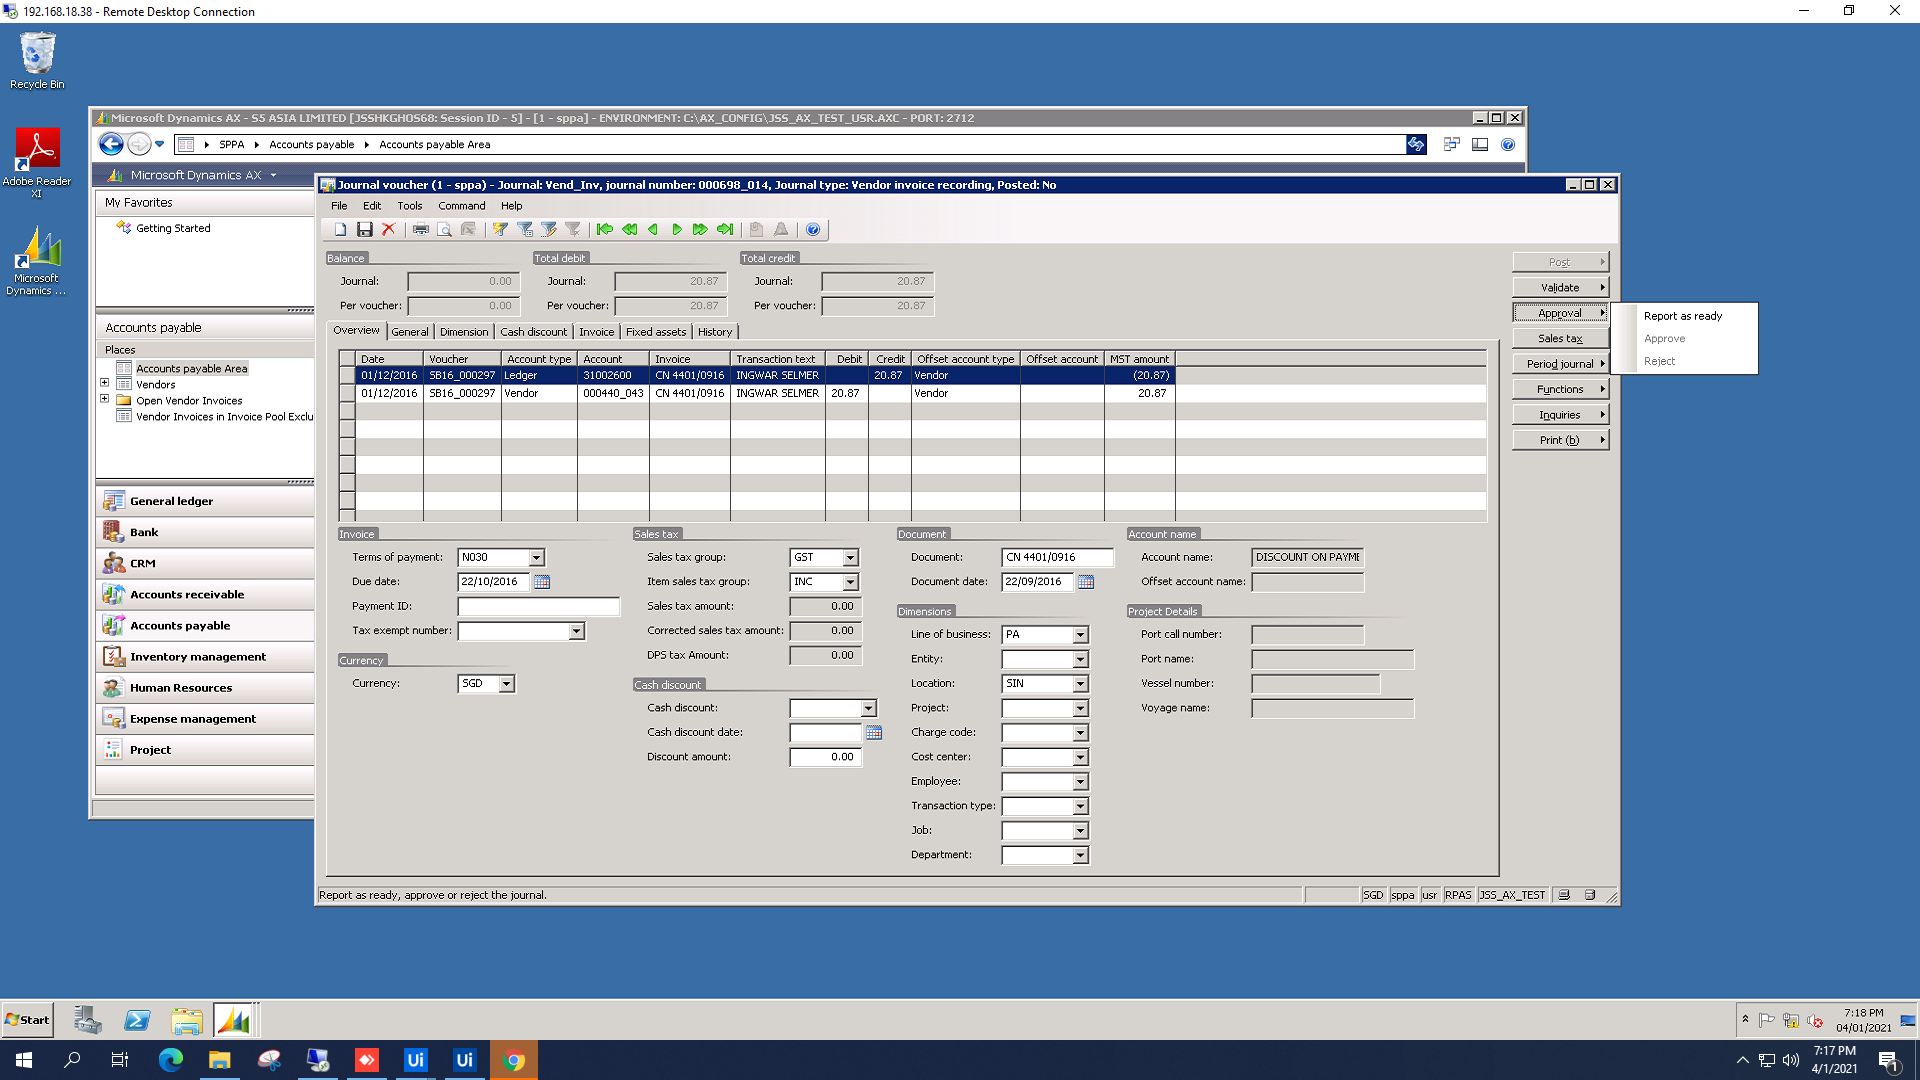 192.168.18.38 - Remote Desktop Connection
Recycle Bin
Adobe Reader XI
Microsoft Dynamics ...
Microsoft Dynamics AX - S5 ASIA LIMITED [JSSHKGHOS68: Session ID - 5] - [1 - sppa] - ENVIRONMENT: C:\AX_CONFIG\JSS_AX_TEST_USR.AXC - PORT: 2712
SPPA Accounts payable Accounts payable Area
Microsoft Dynamics AX
My Favorites
Getting Started
Accounts payable
Places
Accounts payable Area
Vendors
Open Vendor Invoices
Vendor Invoices in Invoice Pool Exclu
General ledger
Bank
CRM
Accounts receivable
Accounts payable
Inventory management
Human Resources
Expense management
Project
Journal voucher (1 - sppa) - Journal: Vend_Inv, journal number: 000698_014, Journal type: Vendor invoice recording, Posted: No
File Edit Tools Command Help
Balance Total debit Total credit
Journal: 0.00 Journal: 20.87 Journal: 20.87
Per voucher: 0.00 Per voucher: 20.87 Per voucher: 20.87
Overview General Dimension Cash discount Invoice Fixed assets History
Date Voucher Account type Account Invoice Transaction text Debit Credit Offset account type Offset account MST amount
01/12/2016 SB16_000297 Ledger 31002600 CN 4401/0916 INGWAR SELMER 20.87 Vendor (20.87)
01/12/2016 SB16_000297 Vendor 000440_043 CN 4401/0916 INGWAR SELMER 20.87 Vendor 20.87
Invoice
Terms of payment: N030
Due date: 22/10/2016
Payment ID:
Tax exempt number:
Currency
Currency: SGD
Sales tax
Sales tax group: GST
Item sales tax group: INC
Sales tax amount: 0.00
Corrected sales tax amount: 0.00
DPS tax Amount: 0.00
Cash discount
Cash discount:
Cash discount date:
Discount amount: 0.00
Document
Document: CN 4401/0916
Document date: 22/09/2016
Dimensions
Line of business: PA
Entity:
Location: SIN
Project:
Charge code:
Cost center:
Employee:
Transaction type:
Job:
Department:
Account name
Account name: DISCOUNT ON PAYME
Offset account name:
Project Details
Port call number:
Port name:
Vessel number:
Voyage name:
Post
Validate
Approval
Sales tax
Period journal
Functions
Inquiries
Print (b)
Report as ready
Approve
Reject
Report as ready, approve or reject the journal.
SGD sppa usr RPAS JSS_AX_TEST
Start
7:18 PM
04/01/2021
Ui Ui
7:17 PM
4/1/2021
1